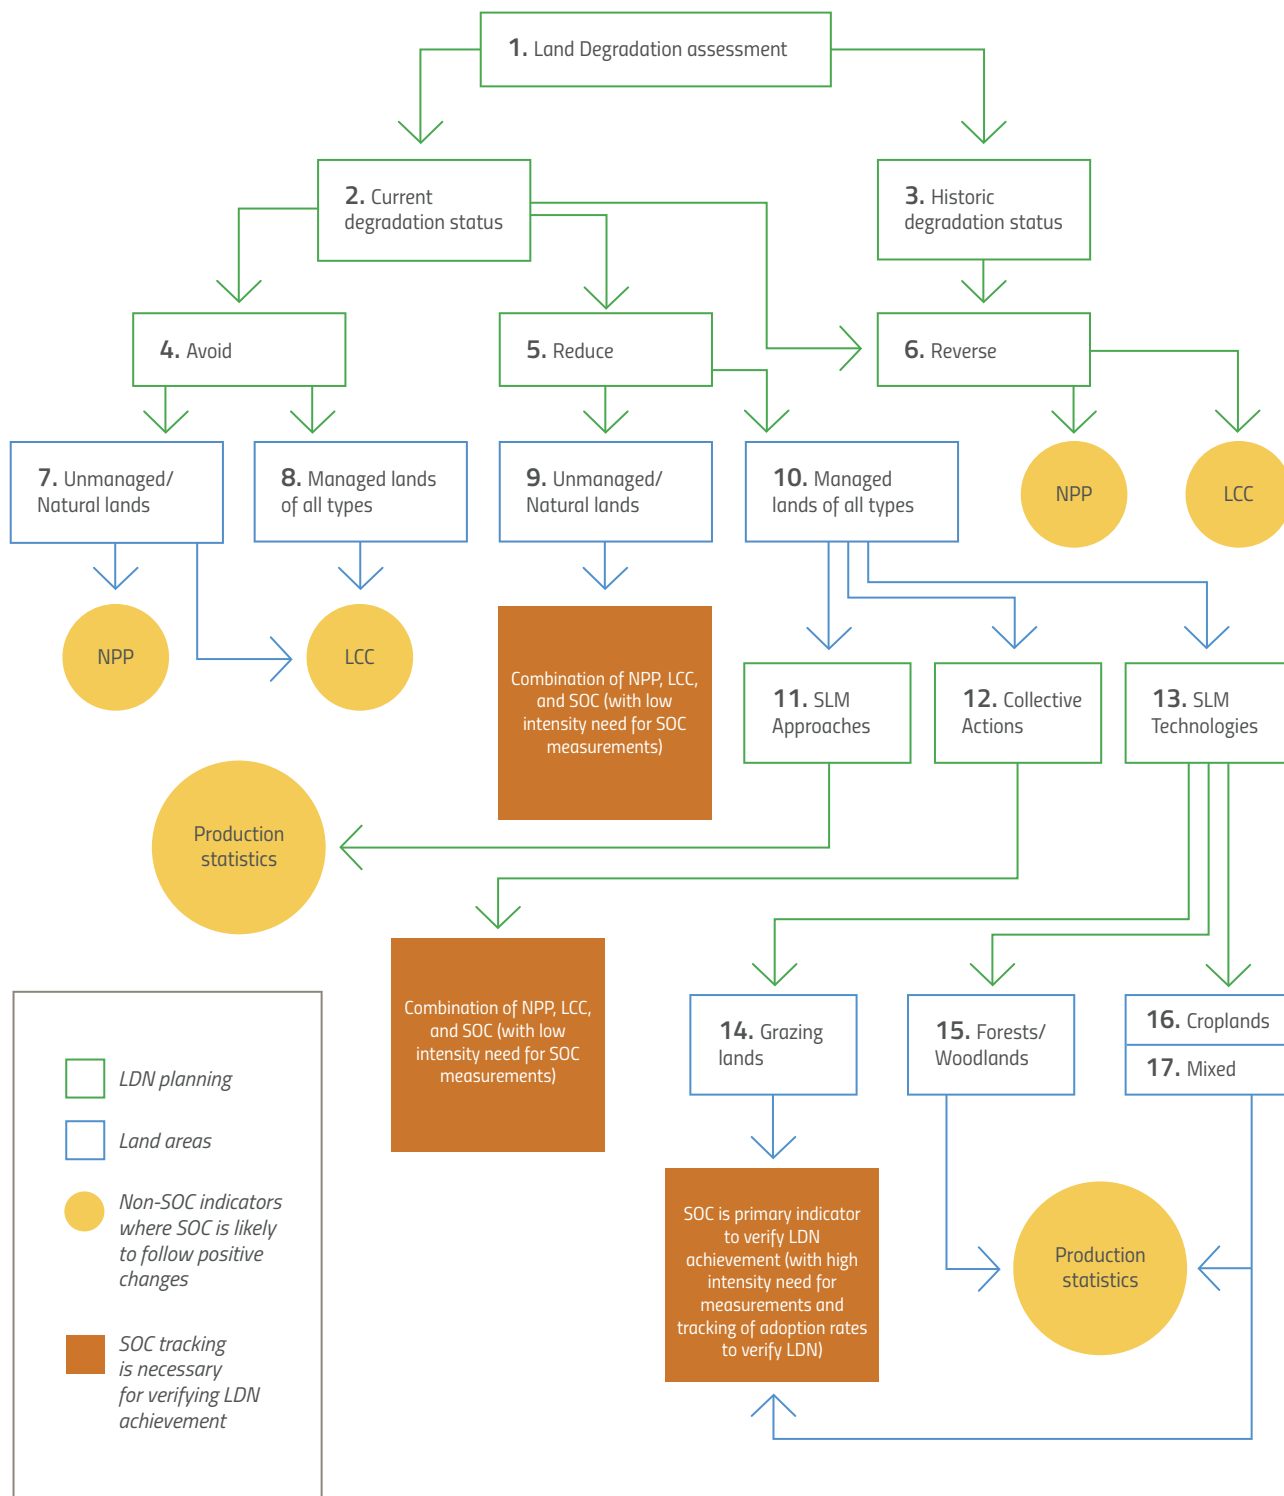 1. Land Degradation assessment
2. Current
degradation status
3. Historic
degradation status
4. Avoid
5. Reduce
6. Reverse
7. Unmanaged/
Natural lands
8. Managed lands
of all types
9. Unmanaged/
Natural lands
10. Managed
lands of all types
NPP
LCC
NPP
LCC
Combination of NPP, LCC,
and SOC (with low
intensity need for SOC
measurements)
11. SLM
Approaches
12. Collective
Actions
13. SLM
Technologies
Production
statistics
Combination of NPP, LCC,
and SOC (with low
intensity need for SOC
measurements)
14. Grazing
lands
15. Forests/
Woodlands
16. Croplands
17. Mixed
SOC is primary indicator
to verify LDN
achievement (with high
intensity need for
measurements and
tracking of adoption rates
to verify LDN)
Production
statistics
LDN planning
Land areas
Non-SOC indicators
where SOC is likely
to follow positive
changes
SOC tracking
is necessary
for verifying LDN
achievement